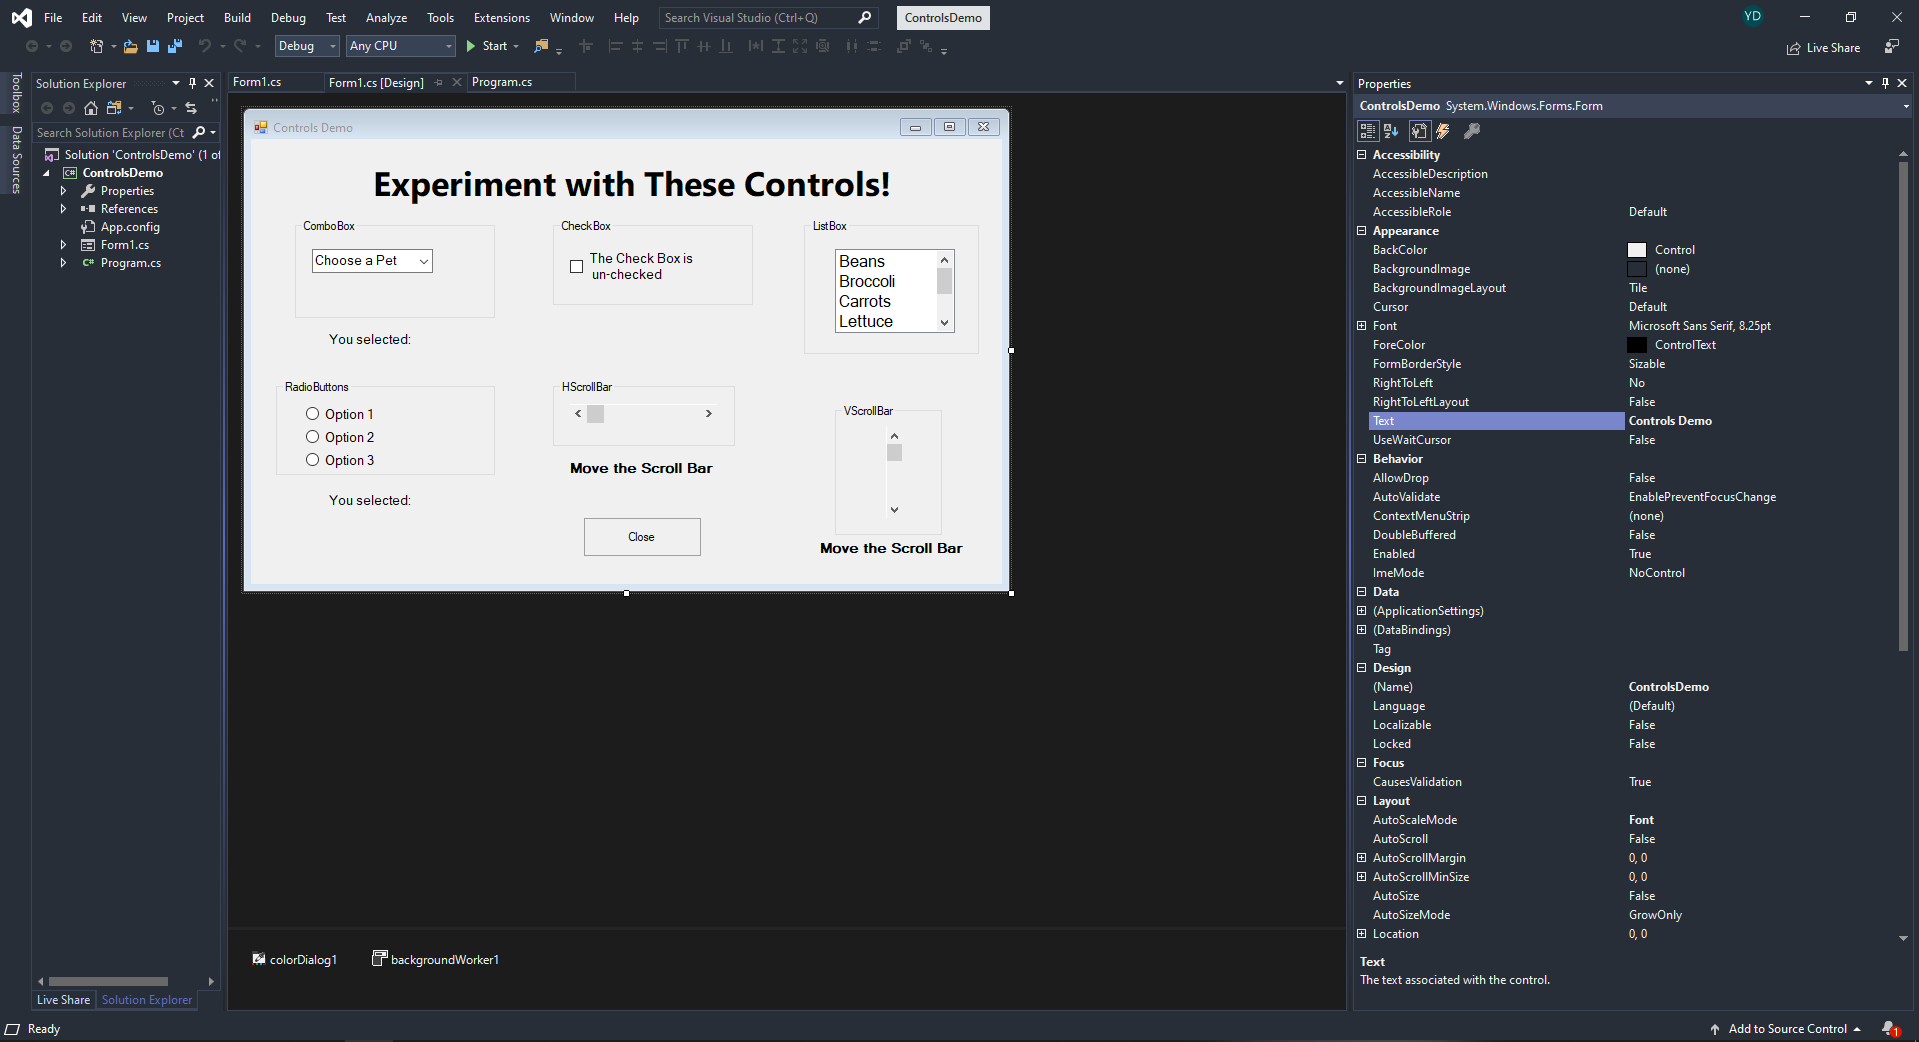 File Edit View Project Build Debug Test Analyze Tools Extensions Window Help Search Visual Studio (Ctrl+Q) ControlsDemo YD
Debug Any CPU Start Live Share
Toolbox
Data Sources
Solution Explorer
Search Solution Explorer (Ct
Solution 'ControlsDemo' (1 of
C# ControlsDemo
Properties
References
App.config
Form1.cs
C# Program.cs
Live Share Solution Explorer
Form1.cs Form1.cs [Design] Program.cs
Controls Demo
Experiment with These Controls!
ComboBox
Choose a Pet
You selected:
CheckBox
The Check Box is
un-checked
ListBox
Beans
Broccoli
Carrots
Lettuce
RadioButtons
Option 1
Option 2
Option 3
You selected:
HScrollBar
Move the Scroll Bar
Close
VScrollBar
Move the Scroll Bar
colorDialog1 backgroundWorker1
Properties
ControlsDemo System.Windows.Forms.Form
Accessibility
AccessibleDescription
AccessibleName
AccessibleRole Default
Appearance
BackColor Control
BackgroundImage (none)
BackgroundImageLayout Tile
Cursor Default
Font Microsoft Sans Serif, 8.25pt
ForeColor ControlText
FormBorderStyle Sizable
RightToLeft No
RightToLeftLayout False
Text Controls Demo
UseWaitCursor False
Behavior
AllowDrop False
AutoValidate EnablePreventFocusChange
ContextMenuStrip (none)
DoubleBuffered False
Enabled True
ImeMode NoControl
Data
(ApplicationSettings)
(DataBindings)
Tag
Design
(Name) ControlsDemo
Language (Default)
Localizable False
Locked False
Focus
CausesValidation True
Layout
AutoScaleMode Font
AutoScroll False
AutoScrollMargin 0, 0
AutoScrollMinSize 0, 0
AutoSize False
AutoSizeMode GrowOnly
Location 0, 0
Text
The text associated with the control.
Ready Add to Source Control 1